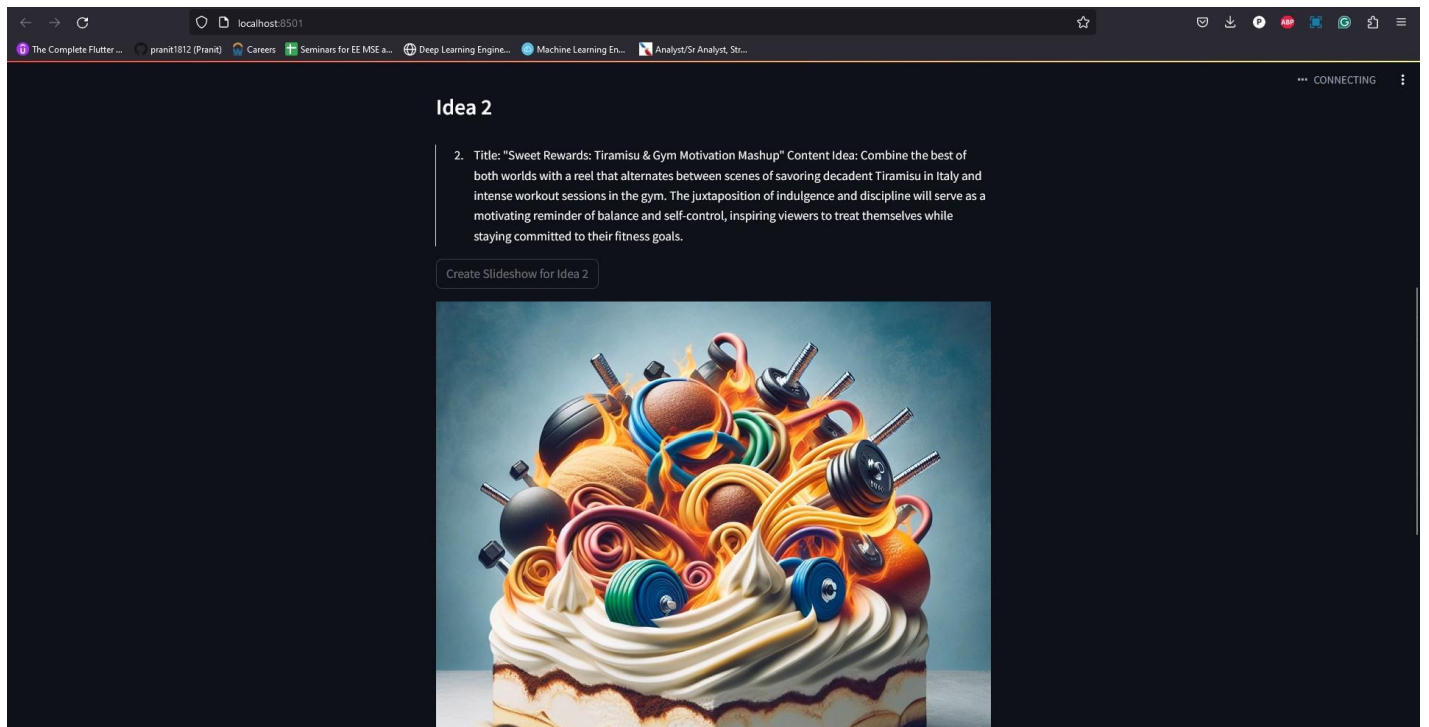 localhost:8501
The Complete Flutter ... pranit1812 (Pranit) Careers Seminars for EE MSE a... Deep Learning Engine... Machine Learning En... Analyst/Sr Analyst, Str...
CONNECTING
Idea 2
2. Title: "Sweet Rewards: Tiramisu & Gym Motivation Mashup" Content Idea: Combine the best of
both worlds with a reel that alternates between scenes of savoring decadent Tiramisu in Italy and
intense workout sessions in the gym. The juxtaposition of indulgence and discipline will serve as a
motivating reminder of balance and self-control, inspiring viewers to treat themselves while
staying committed to their fitness goals.
Create Slideshow for Idea 2